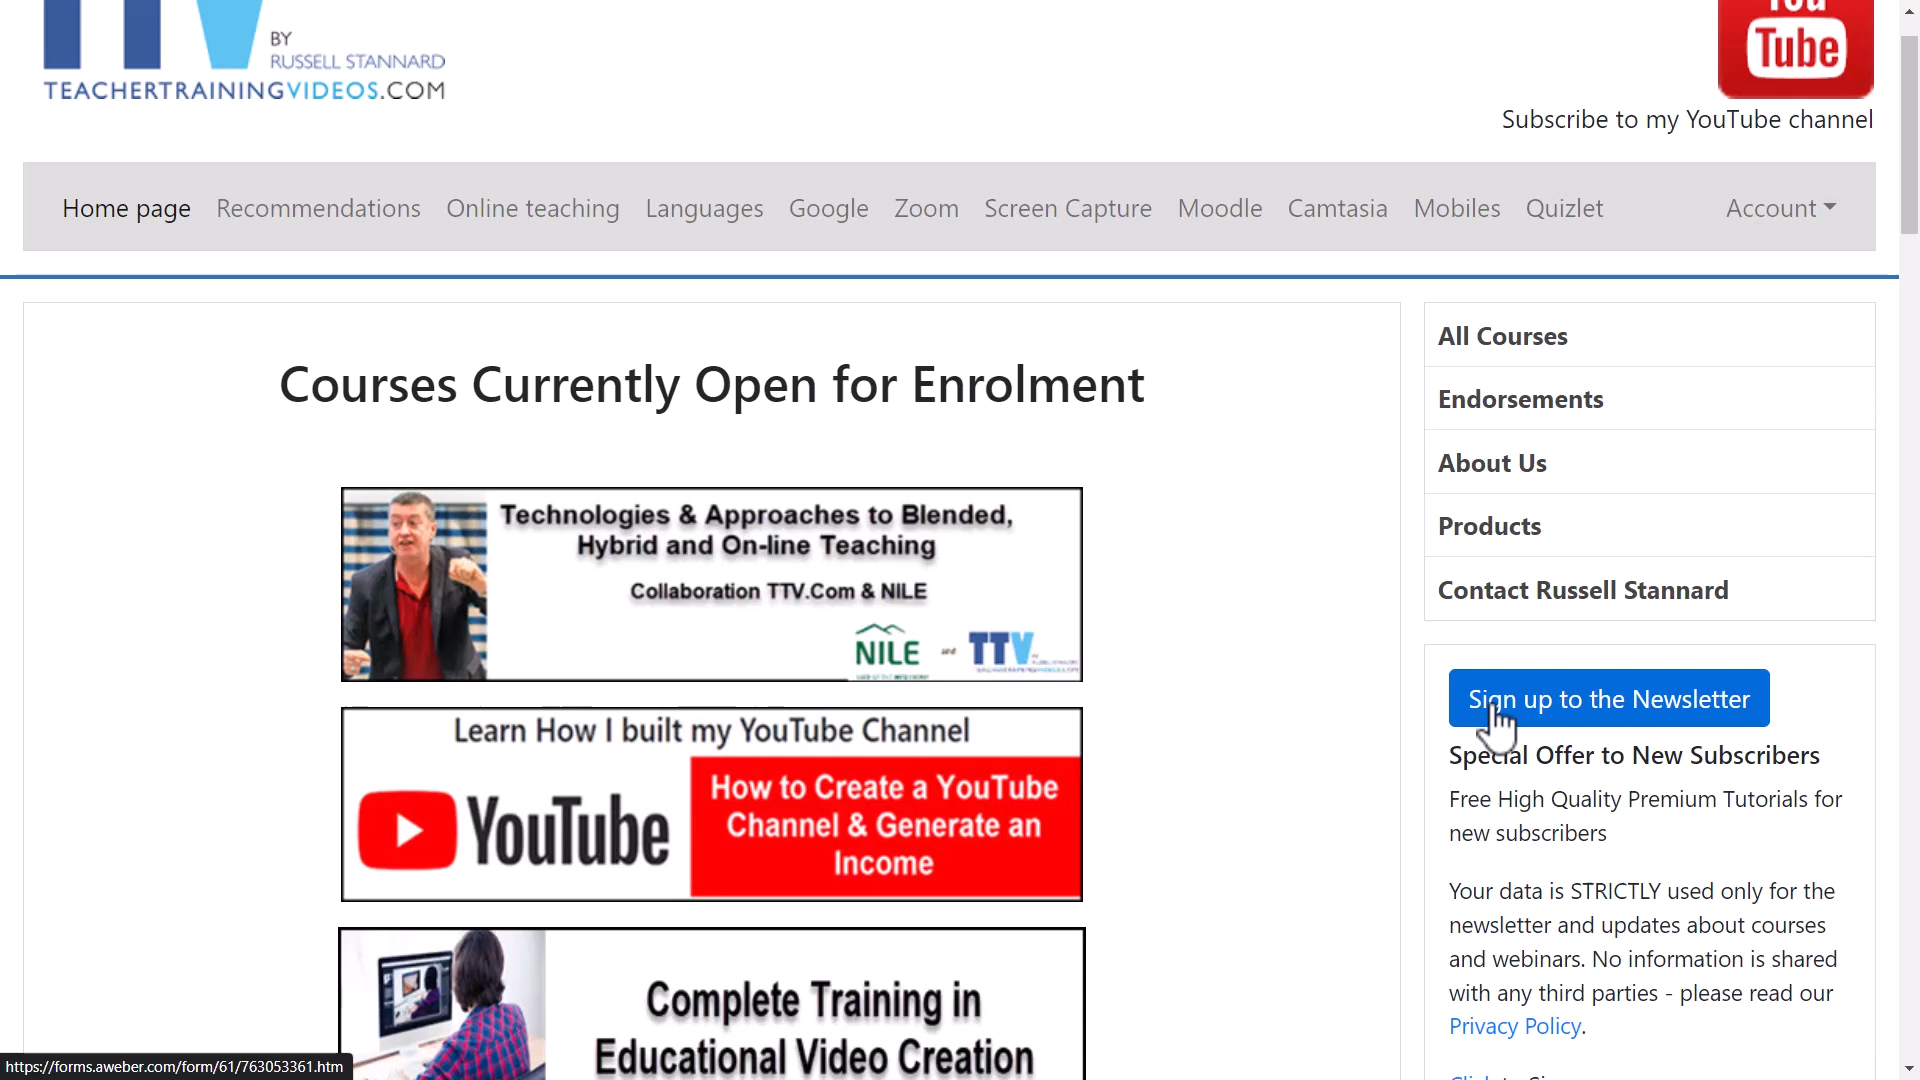 TTV
BY
RUSSELL STANNARD
TEACHERTRAININGVIDEOS.COM
You
Tube
Subscribe to my YouTube channel
Home page Recommendations Online teaching Languages Google Zoom Screen Capture Moodle Camtasia Mobiles Quizlet Account
Courses Currently Open for Enrolment
Technologies & Approaches to Blended,
Hybrid and On-line Teaching
Collaboration TTV.Com & NILE
NILE TTV
Learn How I built my YouTube Channel
YouTube
How to Create a YouTube
Channel & Generate an
Income
Complete Training in
Educational Video Creation
All Courses
Endorsements
About Us
Products
Contact Russell Stannard
Sign up to the Newsletter
Special Offer to New Subscribers
Free High Quality Premium Tutorials for
new subscribers
Your data is STRICTLY used only for the
newsletter and updates about courses
and webinars. No information is shared
with any third parties - please read our
Privacy Policy.
https://forms.aweber.com/form/61/763053361.htm